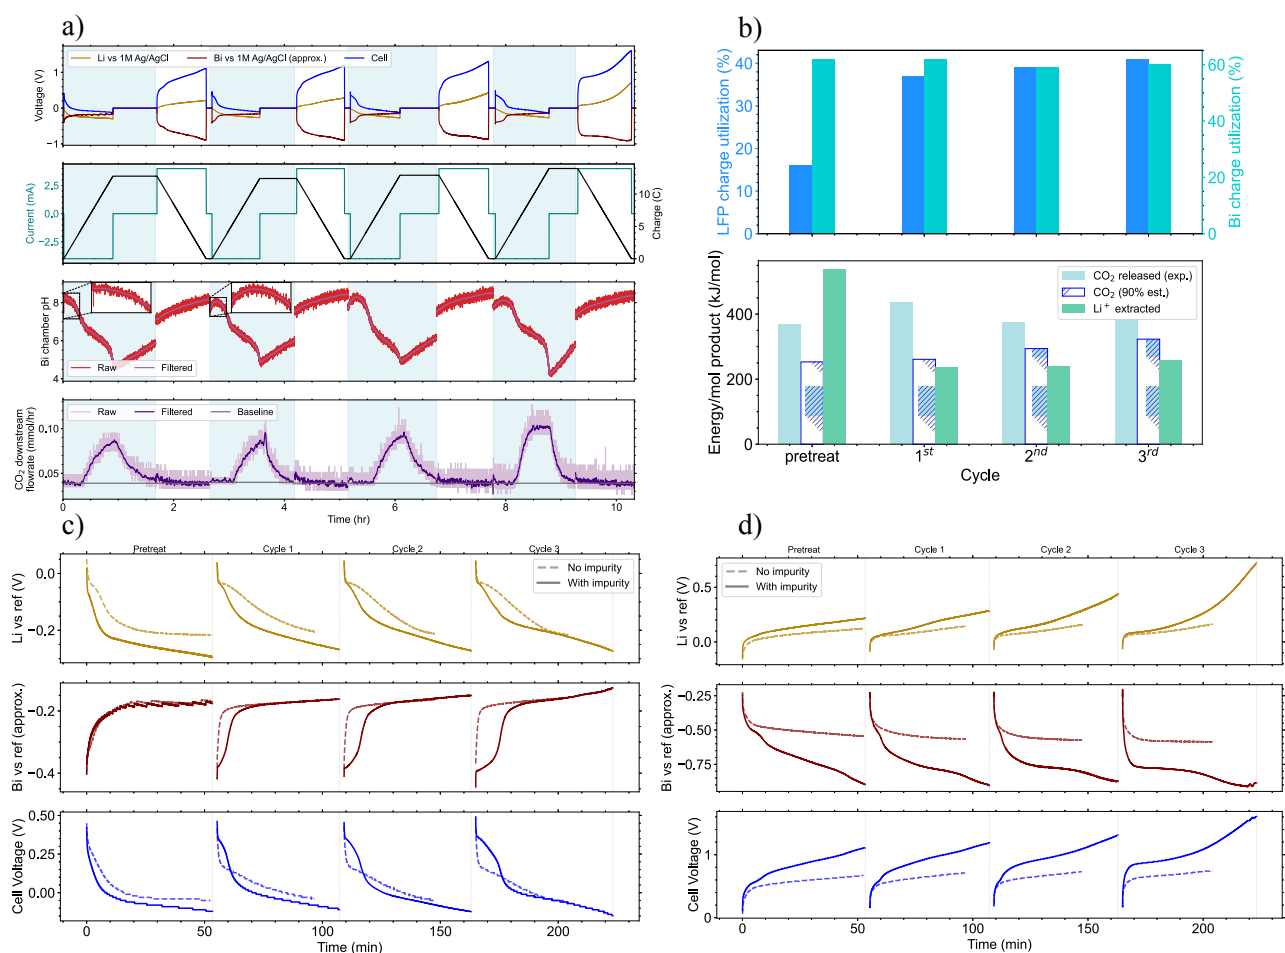 a)
Li vs 1M Ag/AgCl
Bi vs 1M Ag/AgCl (approx.)
Cell
Voltage (V)
1
0
−1
Current (mA)
2.5
0.0
−2.5
Charge (C)
10
5
0
Bi chamber pH
8
6
4
Raw
Filtered
CO2 downstream
flowrate (mmol/hr)
0.10
0.05
Raw
Filtered
Baseline
0
2
4
6
8
10
Time (hr)
b)
LFP charge utilization (%)
40
30
20
10
0
Bi charge utilization (%)
60
40
20
0
Energy/mol product (kJ/mol)
400
200
0
CO2 released (exp.)
CO2 (90% est.)
Li+ extracted
pretreat
1st
2nd
3rd
Cycle
c)
Pretreat
Cycle 1
Cycle 2
Cycle 3
No impurity
With impurity
Li vs ref (V)
0.0
−0.2
Bi vs ref (approx.)
−0.2
−0.4
Cell Voltage (V)
0.50
0.25
0.00
0
50
100
150
200
Time (min)
d)
Pretreat
Cycle 1
Cycle 2
Cycle 3
No impurity
With impurity
Li vs ref (V)
0.5
0.0
Bi vs ref (approx.)
−0.25
−0.50
−0.75
Cell Voltage (V)
1
0
0
50
100
150
200
Time (min)